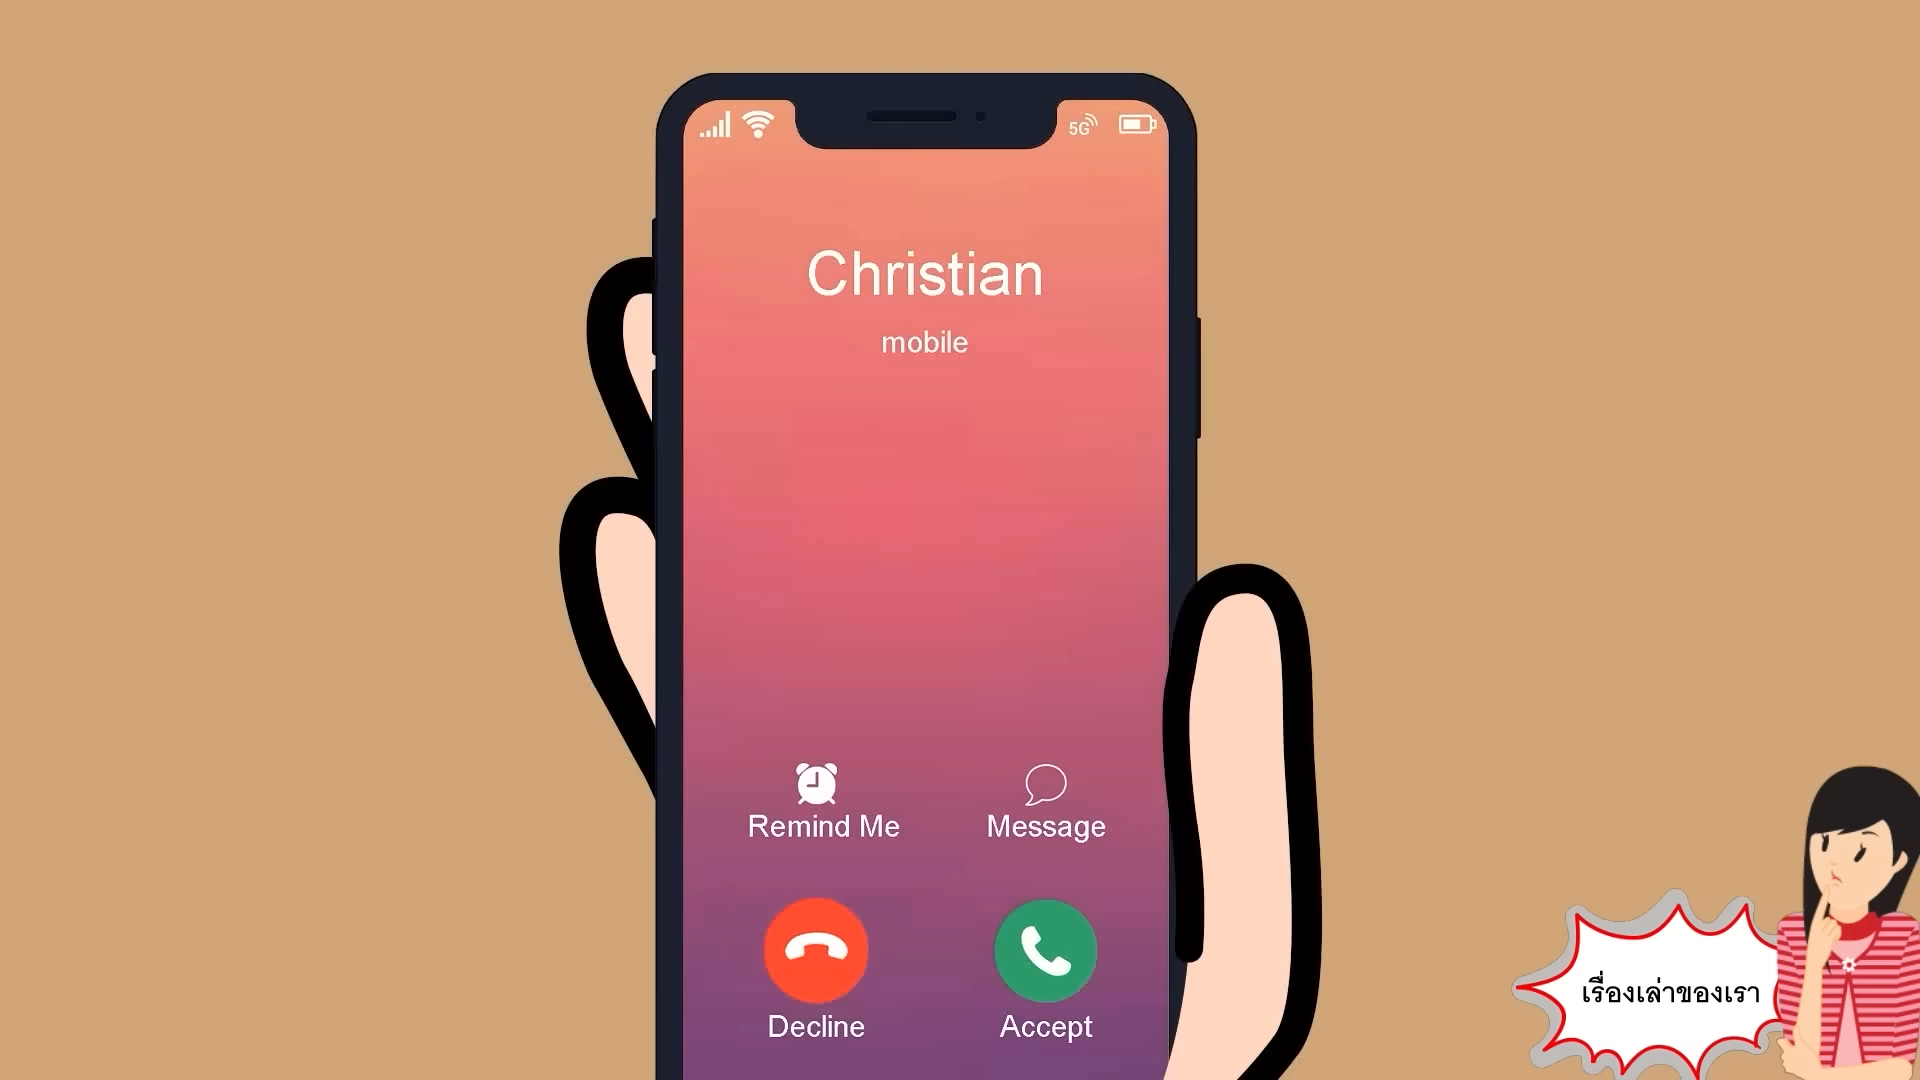 5G
Christian
mobile
Remind Me
Message
Decline
Accept
เรื่องเล่าของเรา